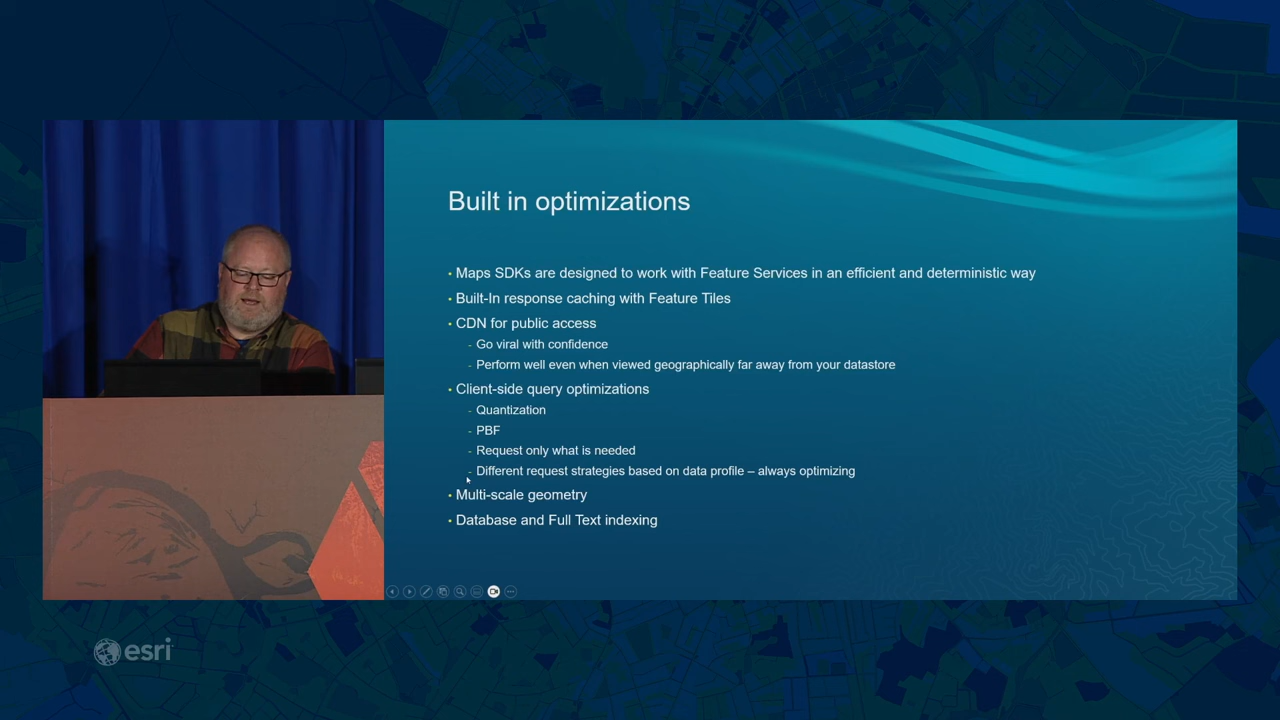 Built in optimizations
• Maps SDKs are designed to work with Feature Services in an efficient and deterministic way
• Built-In response caching with Feature Tiles
• CDN for public access
- Go viral with confidence
- Perform well even when viewed geographically far away from your datastore
• Client-side query optimizations
- Quantization
- PBF
- Request only what is needed
- Different request strategies based on data profile – always optimizing
• Multi-scale geometry
• Database and Full Text indexing
esri